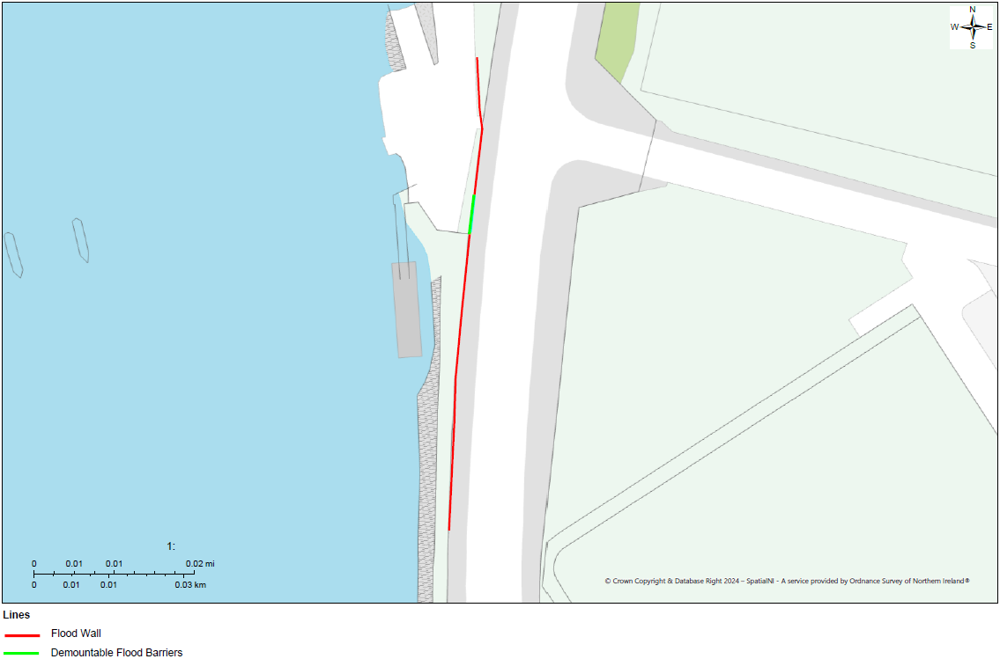 N
W E
S
1:
0 0.01 0.01 0.02 mi
0 0.01 0.01 0.03 km
© Crown Copyright & Database Right 2024 – SpatialNI - A service provided by Ordnance Survey of Northern Ireland®
Lines
Flood Wall
Demountable Flood Barriers